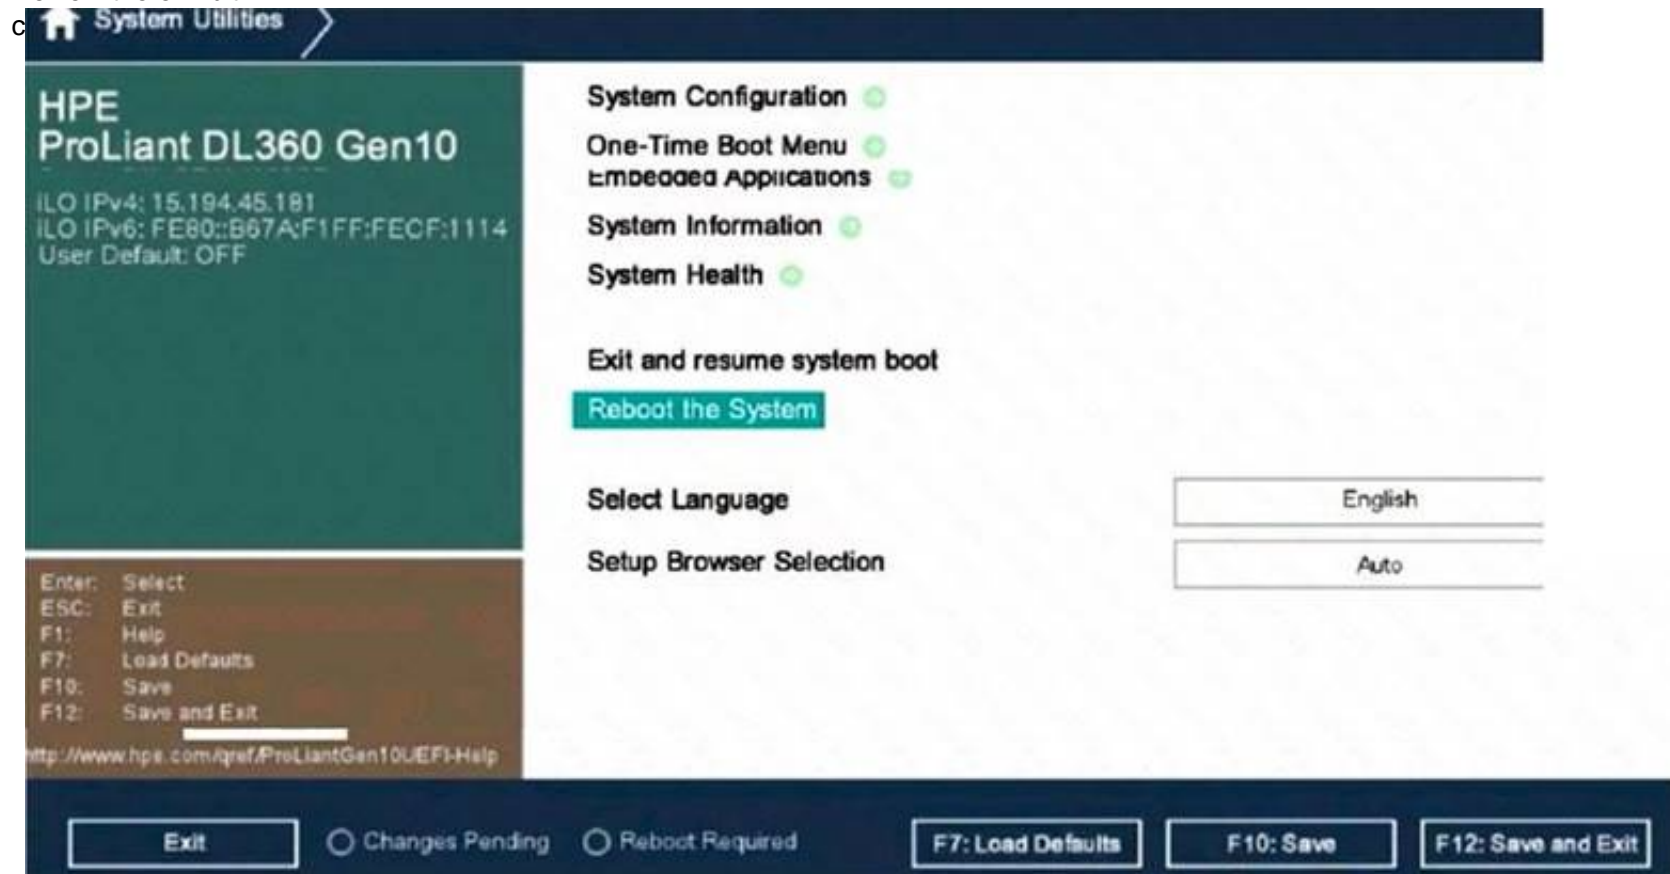 c
System Utilities
HPE
ProLiant DL360 Gen10
iLO IPv4: 15.194.45.181
iLO IPv6: FE80::B67A:F1FF:FECF:1114
User Default: OFF
Enter: Select
ESC: Exit
F1: Help
F7: Load Defaults
F10: Save
F12: Save and Exit
http://www.hpe.com/qref/ProLiantGen10UEFI-Help
System Configuration
One-Time Boot Menu
Embedded Applications
System Information
System Health
Exit and resume system boot
Reboot the System
Select Language English
Setup Browser Selection Auto
Exit Changes Pending Reboot Required F7: Load Defaults F10: Save F12: Save and Exit